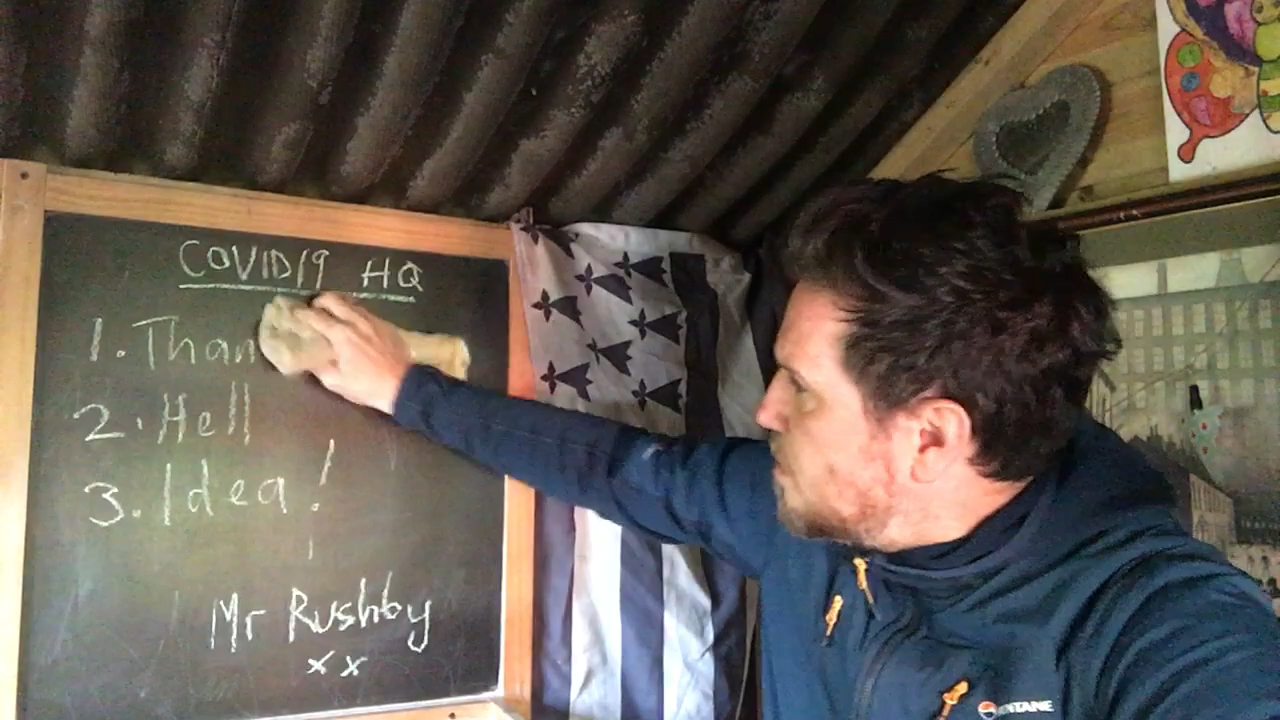 COVID19 HQ
1. Than
2. Hell
3. Idea!
Mr Rushby
xx